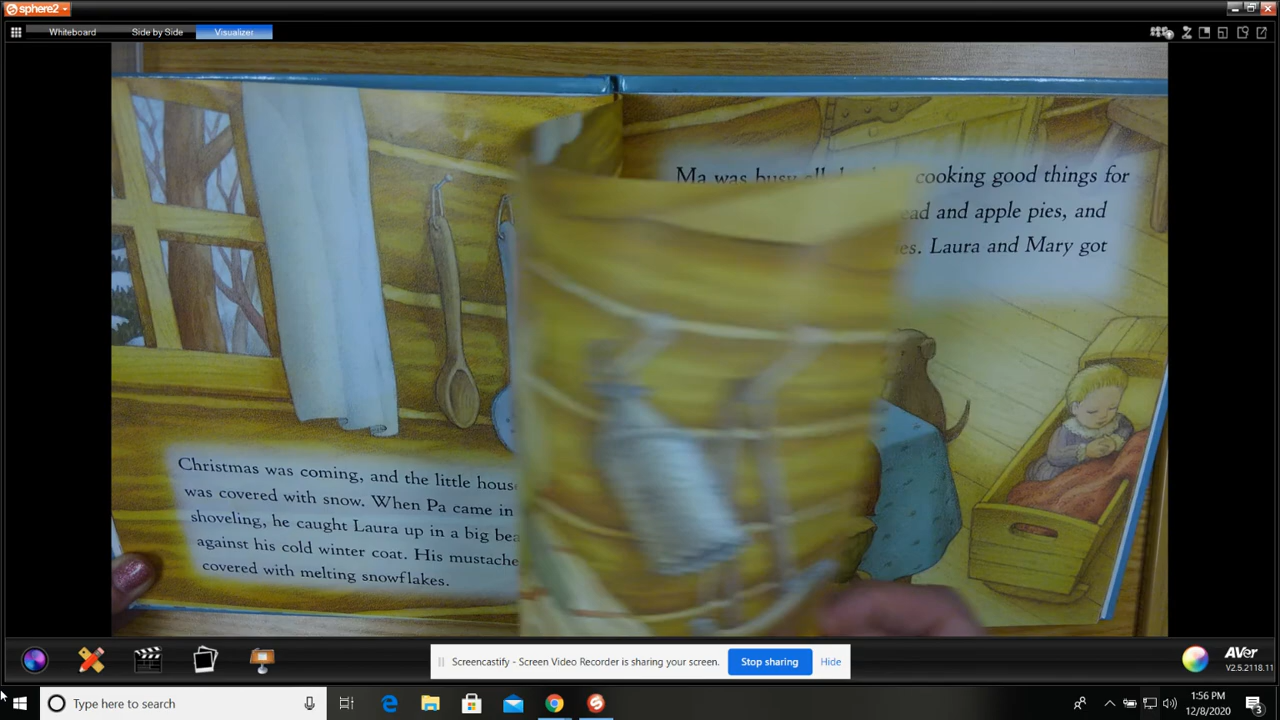 sphere2
Whiteboard
Side by Side
Visualizer
Ma was busy all cooking good things for
and apple pies, and
Laura and Mary got
Christmas was coming, and the little
was covered with snow. When Pa came in
shoveling, he caught Laura up in a big
against his cold winter coat. His mustache
covered with melting snowflakes.
Screencastify - Screen Video Recorder is sharing your screen.
Stop sharing
Hide
AVer
V2.5.2118.11
Type here to search
1:56 PM
12/8/2020
3